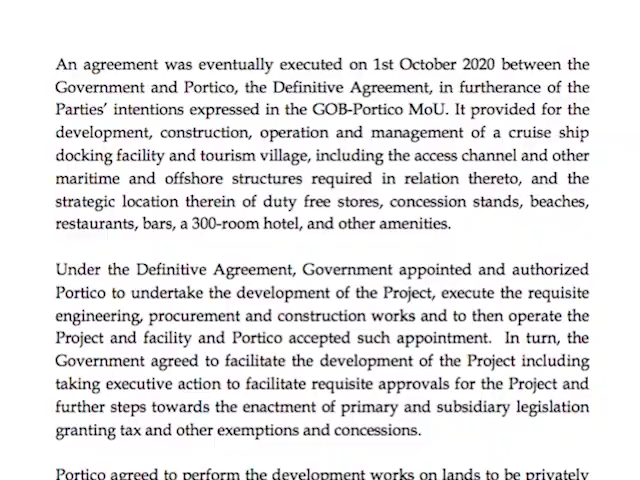 An agreement was eventually executed on 1st October 2020 between the
Government and Portico, the Definitive Agreement, in furtherance of the
Parties' intentions expressed in the GOB-Portico MoU. It provided for the
development, construction, operation and management of a cruise ship
docking facility and tourism village, including the access channel and other
maritime and offshore structures required in relation thereto, and the
strategic location therein of duty free stores, concession stands, beaches,
restaurants, bars, a 300-room hotel, and other amenities.
Under the Definitive Agreement, Government appointed and authorized
Portico to undertake the development of the Project, execute the requisite
engineering, procurement and construction works and to then operate the
Project and facility and Portico accepted such appointment. In turn, the
Government agreed to facilitate the development of the Project including
taking executive action to facilitate requisite approvals for the Project and
further steps towards the enactment of primary and subsidiary legislation
granting tax and other exemptions and concessions.
Portico agreed to perform the development works on lands to be privately